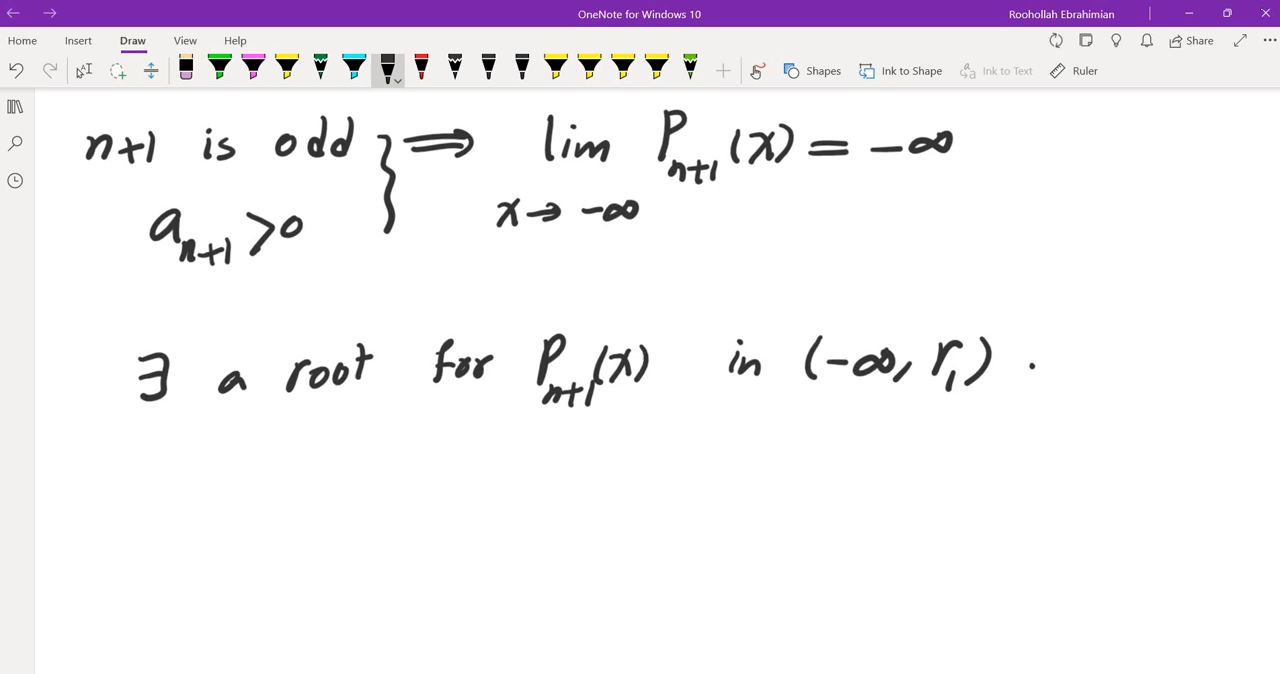 OneNote for Windows 10
Roohollah Ebrahimian
Home Insert Draw View Help
Share
Shapes Ink to Shape Ink to Text Ruler
n+1 is odd } ⟹ lim P_{n+1}(x) = -∞
a_{n+1} > 0 x → -∞
∃ a root for P_{n+1}(x) in (-∞, r_1) .